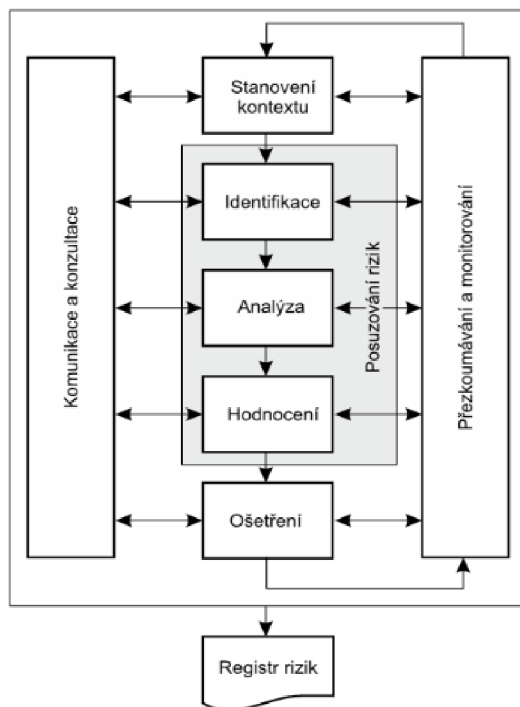 Stanovení
kontextu
Identifikace
Analýza
Hodnocení
Ošetření
Komunikace a konzultace
Posuzování rizik
Přezkoumávání a monitorování
Registr rizik